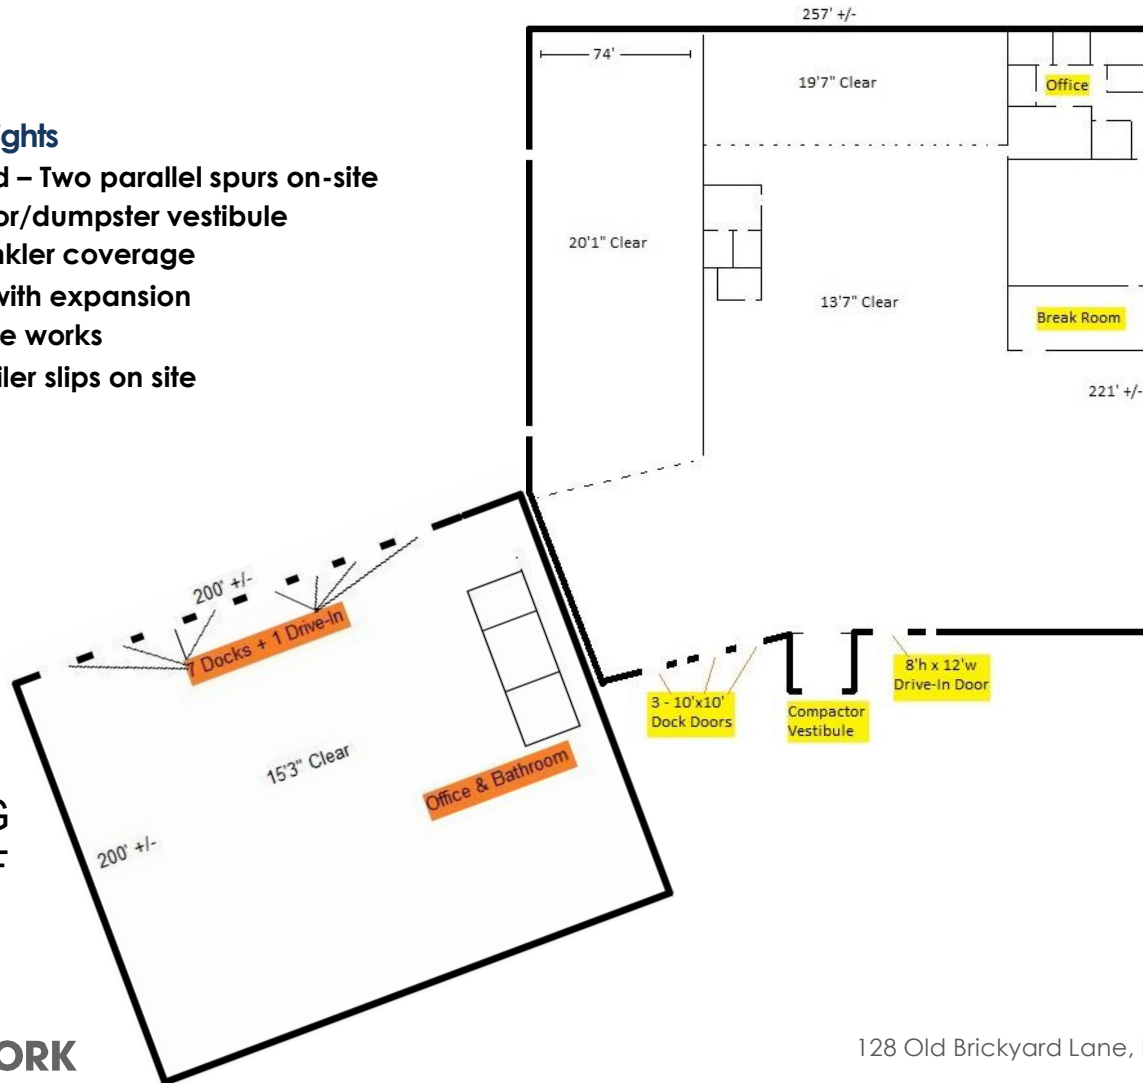 257' +/-
74'
19'7" Clear
Office
ights
d – Two parallel spurs on-site
or/dumpster vestibule
nkler coverage
with expansion
e works
iler slips on site
20'1" Clear
13'7" Clear
Break Room
221' +/-
200' +/-
7 Docks + 1 Drive-In
8'h x 12'w
Drive-In Door
3 - 10'x10'
Dock Doors
Compactor
Vestibule
15'3" Clear
Office & Bathroom
200' +/-
G
F
ORK
128 Old Brickyard Lane,